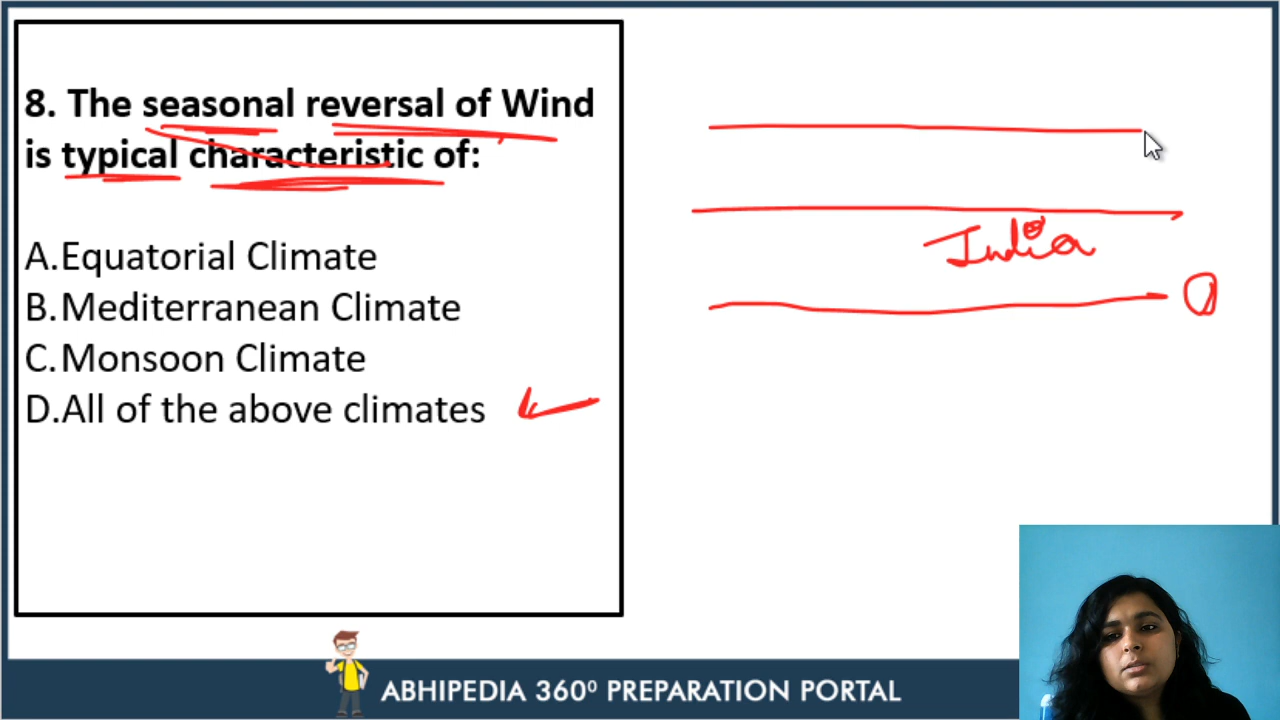 8. The seasonal reversal of Wind
is typical characteristic of:
A.Equatorial Climate
B.Mediterranean Climate
C.Monsoon Climate
D.All of the above climates
India
ABHIPEDIA 360⁰ PREPARATION PORTAL